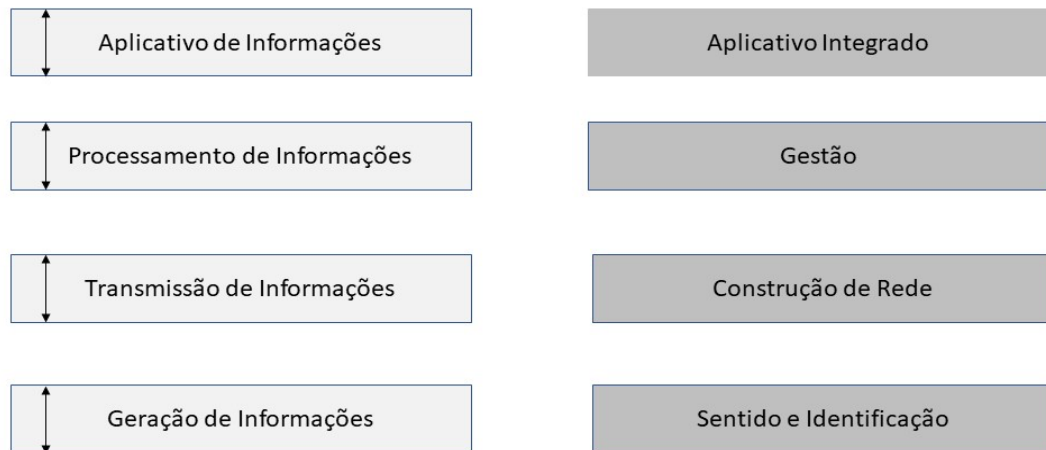 Aplicativo de Informações
Aplicativo Integrado
Processamento de Informações
Gestão
Transmissão de Informações
Construção de Rede
Geração de Informações
Sentido e Identificação